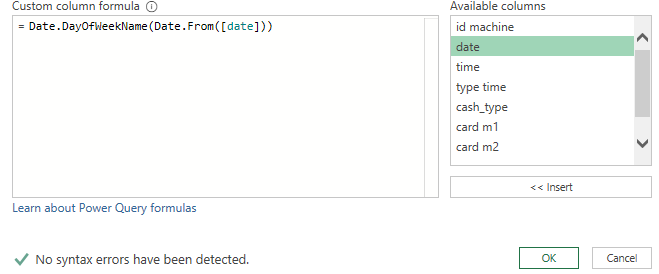 Custom column formula
Available columns
= Date.DayOfWeekName(Date.From([date]))
id machine
date
time
type time
cash_type
card m1
card m2
<< Insert
Learn about Power Query formulas
No syntax errors have been detected.
OK
Cancel